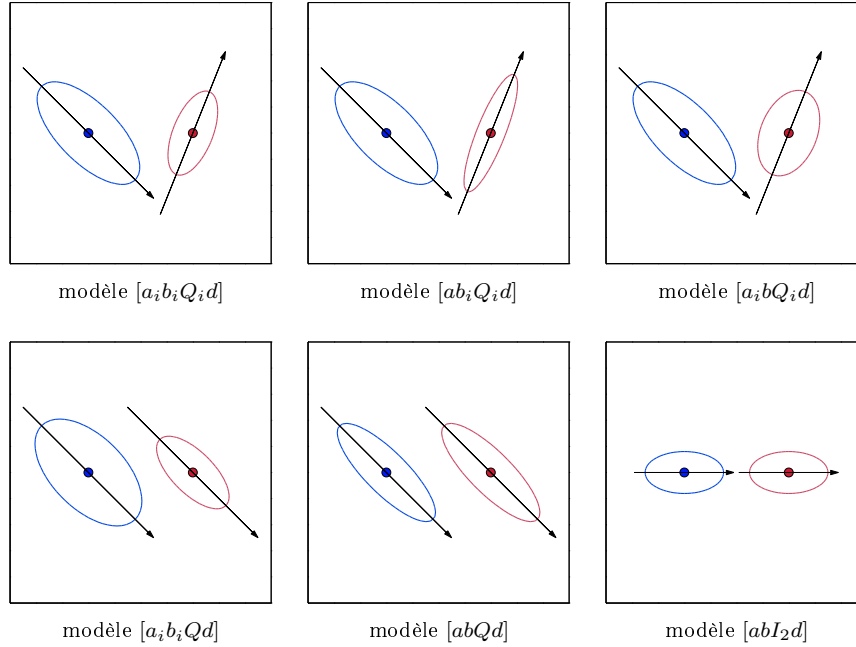 modèle [a_i b_i Q_i d]
modèle [a b_i Q_i d]
modèle [a_i b Q_i d]
modèle [a_i b_i Q d]
modèle [a b Q d]
modèle [a b I_2 d]